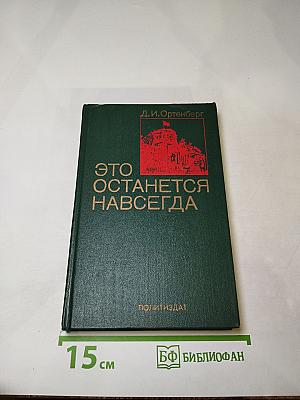 Д.И.Ортенберг
ЭТО
ОСТАНЕТСЯ
НАВСЕГДА
ПОЛИТИЗДАТ
15 см
БФ БИБЛИОФАН